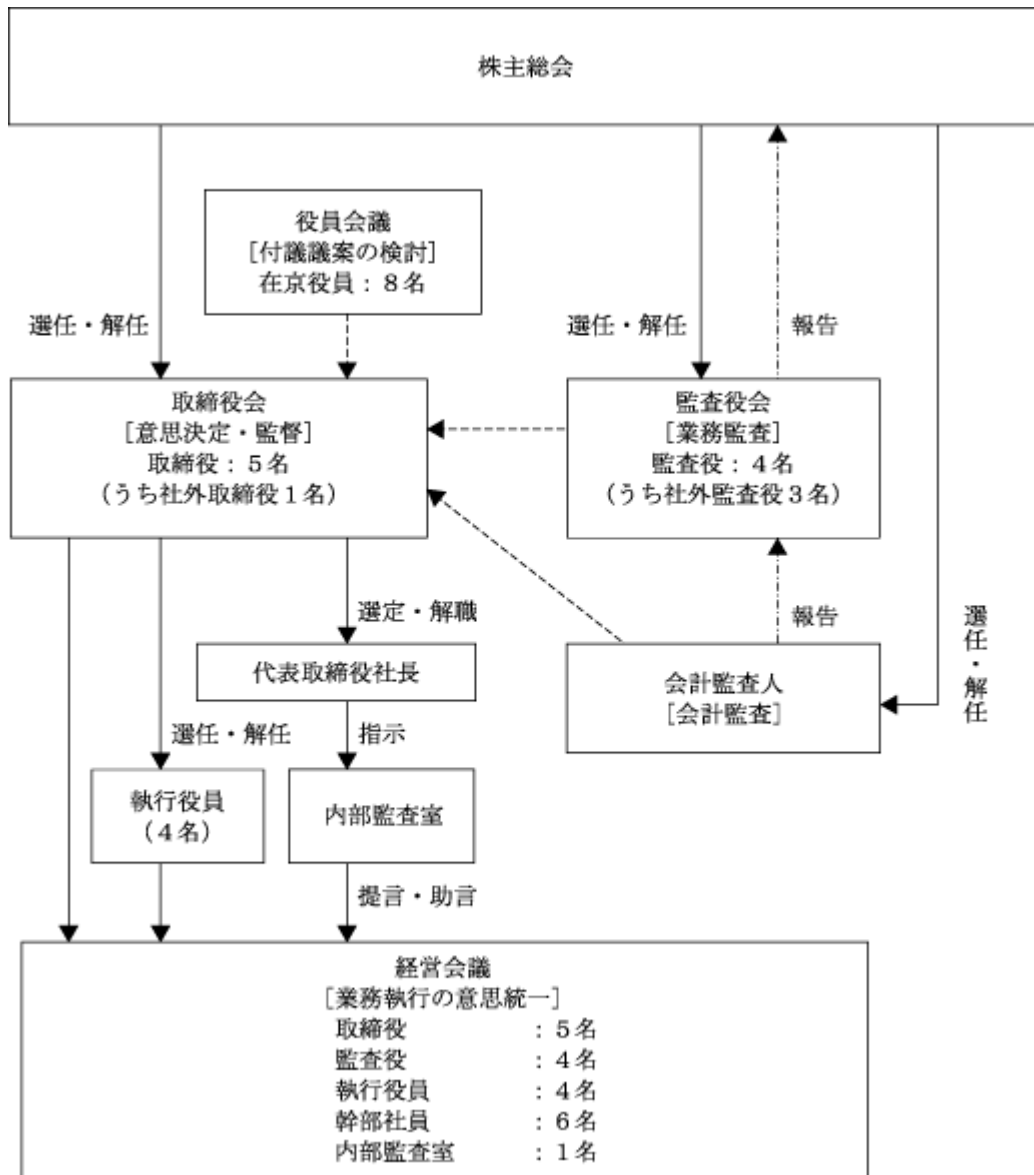 株主総会
役員会議
[付議議案の検討]
在京役員：８名
選任・解任
選任・解任
報告
取締役会
[意思決定・監督]
取締役：５名
（うち社外取締役１名）
監査役会
[業務監査]
監査役：４名
（うち社外監査役３名）
選定・解職
報告
選任・解任
代表取締役社長
会計監査人
[会計監査]
選任・解任
指示
執行役員
（４名）
内部監査室
提言・助言
経営会議
[業務執行の意思統一]
取締役　　　　：５名
監査役　　　　：４名
執行役員　　　：４名
幹部社員　　　：６名
内部監査室　　：１名